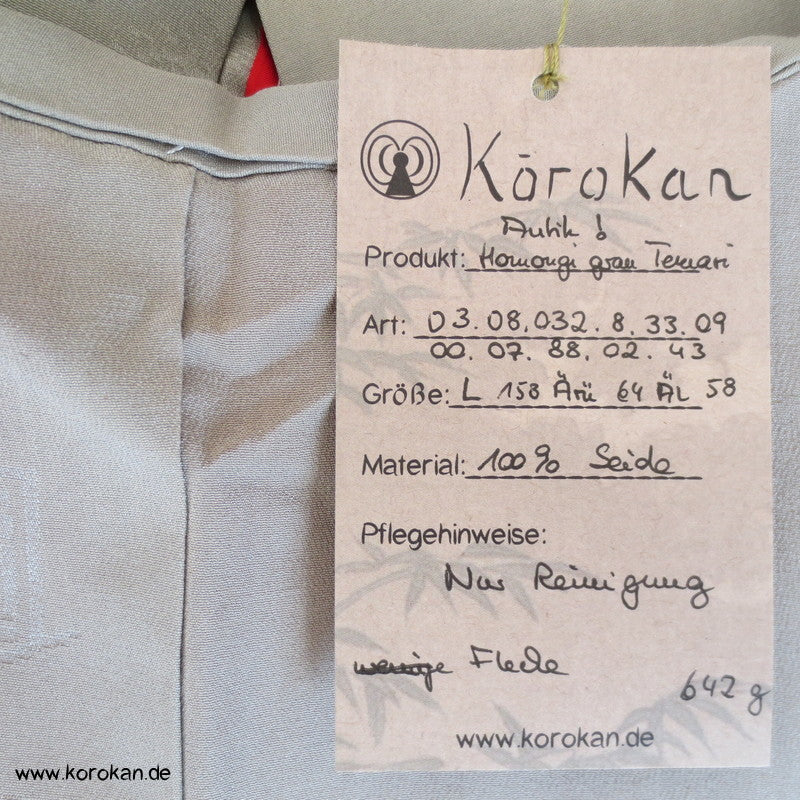 Kōrokan
Antik!
Produkt: Homongi grau Temari
Art: 03.08.032.8.33.09
00.07.88.02.43
Größe: L 158 Ärü 64 ÄL 58
Material: 100% Seide
Pflegehinweise:
Nur Reinigung
wenige Flecke
642 g
www.korokan.de
www.korokan.de